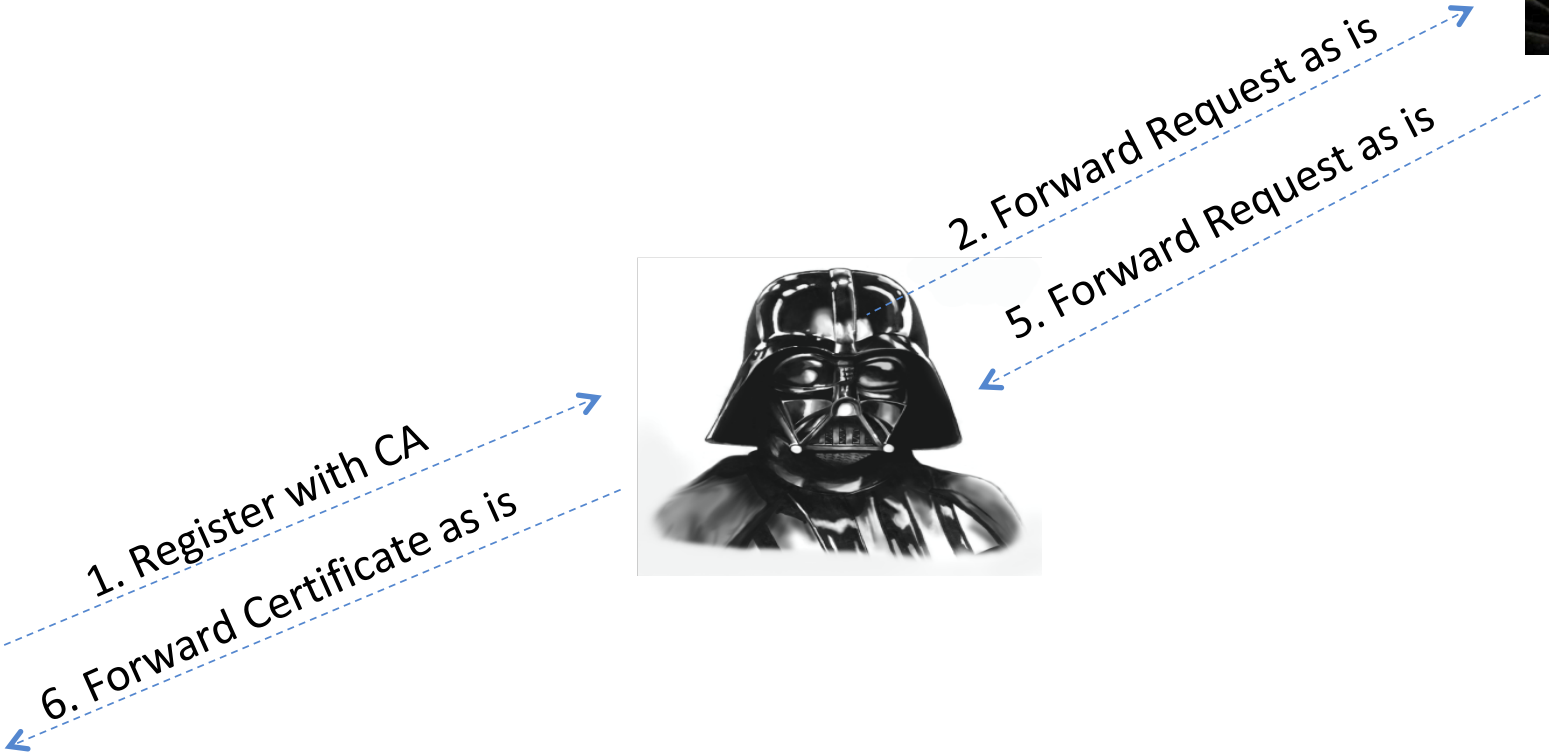 2. Forward Request as is
5. Forward Request as is
1. Register with CA
6. Forward Certificate as is